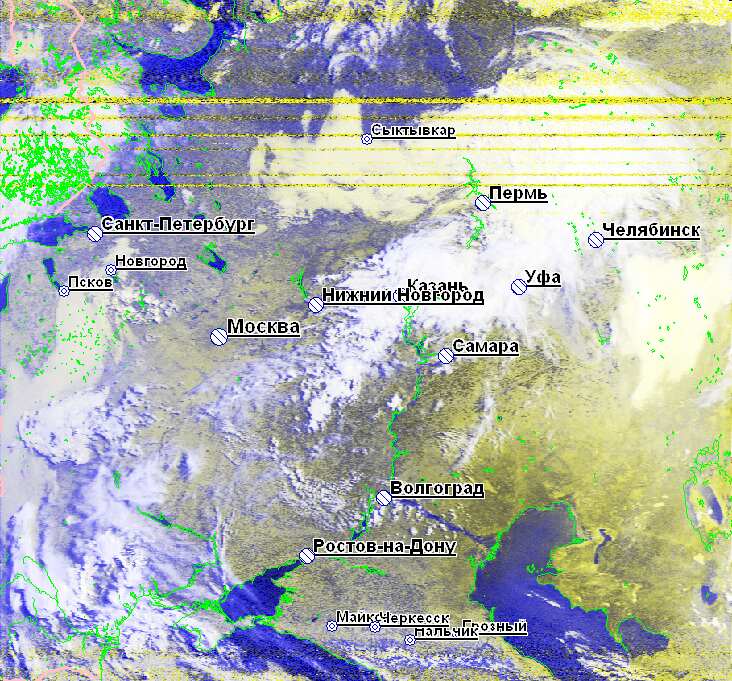 Сыктывкар
Пермь
Санкт-Петербург
Челябинск
Новгород
Псков
Уфа
Казань
Нижний Новгород
Москва
Самара
Волгоград
Ростов-на-Дону
Черкесск
Нальчик
Грозный